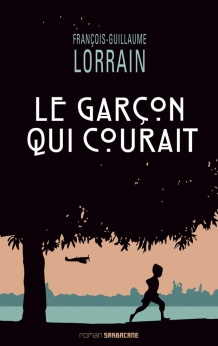 FRANÇOIS-GUILLAUME
LORRAIN
LE GARÇON
QUI COURAIT
roman SARBACANE